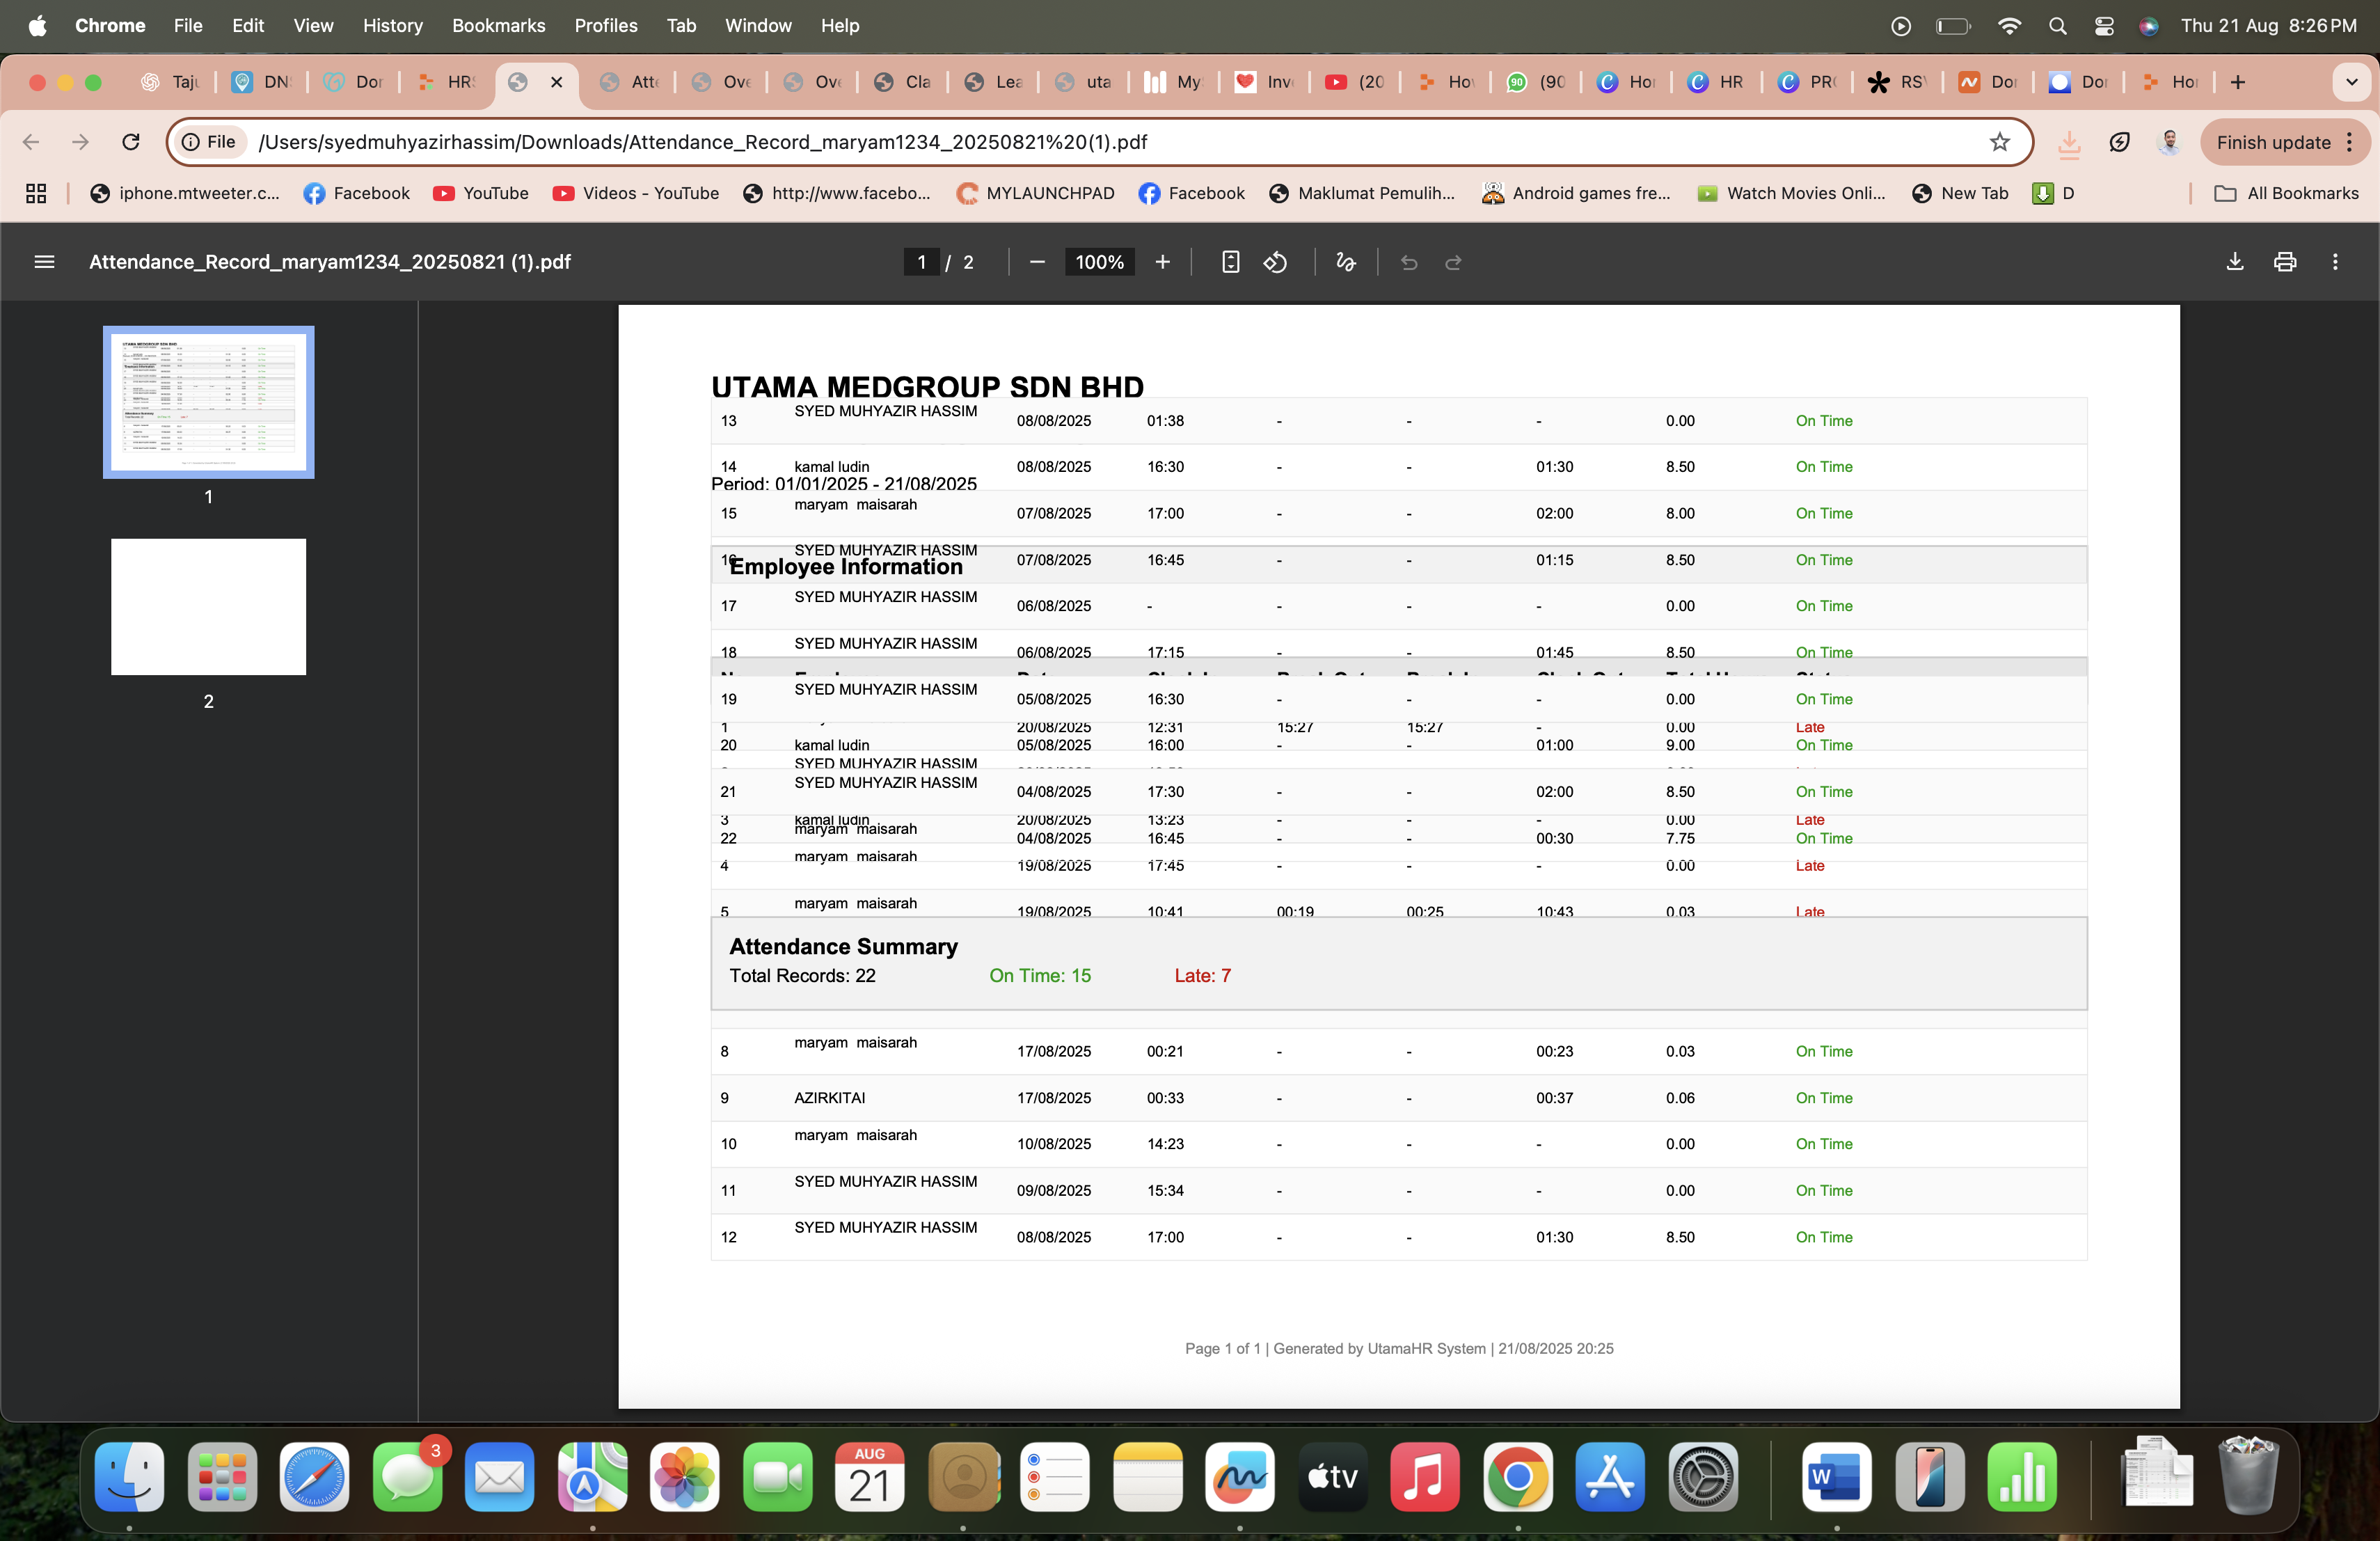 Chrome File Edit View History Bookmarks Profiles Tab Window Help Thu 21 Aug 8:26 PM
Taju DN Dor HRS Atte Ove Ove Cla Lea uta My Inv (20 Ho 90 (90 Hor HR PR RS Do Do Hor
File /Users/syedmuhyazirhassim/Downloads/Attendance_Record_maryam1234_20250821%20(1).pdf Finish update
iphone.mtweeter.c... Facebook YouTube Videos - YouTube http://www.facebo... MYLAUNCHPAD Facebook Maklumat Pemulih... Android games fre... Watch Movies Onli... New Tab D All Bookmarks
Attendance_Record_maryam1234_20250821 (1).pdf 1 / 2 100%
1
2
UTAMA MEDGROUP SDN BHD
13 SYED MUHYAZIR HASSIM 08/08/2025 01:38 - - - 0.00 On Time
14 kamal ludin 08/08/2025 16:30 - - 01:30 8.50 On Time
Period: 01/01/2025 - 21/08/2025
15 maryam maisarah 07/08/2025 17:00 - - 02:00 8.00 On Time
16 SYED MUHYAZIR HASSIM 07/08/2025 16:45 - - 01:15 8.50 On Time
Employee Information
17 SYED MUHYAZIR HASSIM 06/08/2025 - - - - 0.00 On Time
18 SYED MUHYAZIR HASSIM 06/08/2025 17:15 - - 01:45 8.50 On Time
19 SYED MUHYAZIR HASSIM 05/08/2025 16:30 - - - 0.00 On Time
1 20/08/2025 12:31 15:27 15:27 - 0.00 Late
20 kamal ludin 05/08/2025 16:00 - - 01:00 9.00 On Time
SYED MUHYAZIR HASSIM
21 SYED MUHYAZIR HASSIM 04/08/2025 17:30 - - 02:00 8.50 On Time
3 kamal ludin 20/08/2025 13:23 - - - 0.00 Late
22 maryam maisarah 04/08/2025 16:45 - - 00:30 7.75 On Time
4 maryam maisarah 19/08/2025 17:45 - - - 0.00 Late
5 maryam maisarah 19/08/2025 10:41 00:19 00:25 10:43 0.03 Late
Attendance Summary
Total Records: 22 On Time: 15 Late: 7
8 maryam maisarah 17/08/2025 00:21 - - 00:23 0.03 On Time
9 AZIRKITAI 17/08/2025 00:33 - - 00:37 0.06 On Time
10 maryam maisarah 10/08/2025 14:23 - - - 0.00 On Time
11 SYED MUHYAZIR HASSIM 09/08/2025 15:34 - - - 0.00 On Time
12 SYED MUHYAZIR HASSIM 08/08/2025 17:00 - - 01:30 8.50 On Time
Page 1 of 1 | Generated by UtamaHR System | 21/08/2025 20:25
3
AUG
21
tv
W